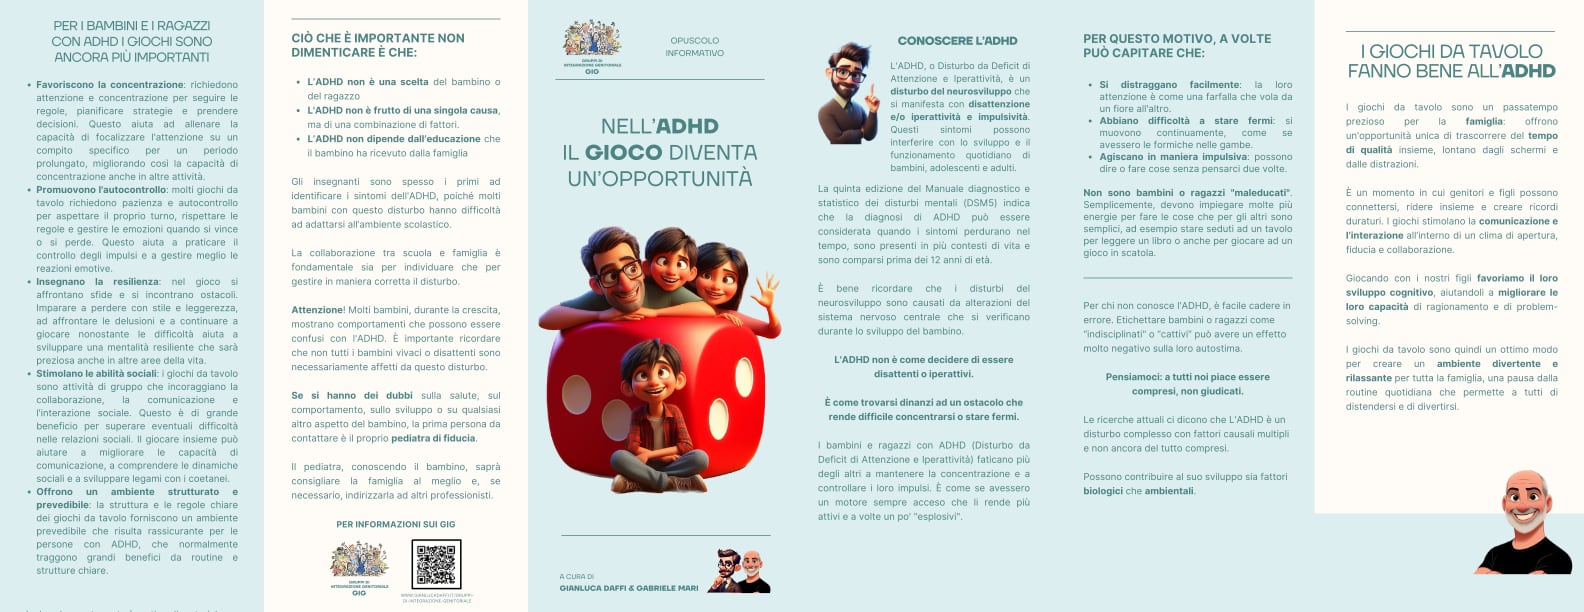 PER I BAMBINI E I RAGAZZI
CON ADHD I GIOCHI SONO
ANCORA PIÙ IMPORTANTI
• Favoriscono la concentrazione: richiedono
attenzione e concentrazione per seguire le
regole, pianificare strategie e prendere
decisioni. Questo aiuta ad allenare la
capacità di focalizzare l'attenzione su un
compito specifico per un periodo
prolungato, migliorando così la capacità di
concentrazione anche in altre attività.
• Promuovono l'autocontrollo: molti giochi da
tavolo richiedono pazienza e autocontrollo
per aspettare il proprio turno, rispettare le
regole e gestire le emozioni quando si vince
o si perde. Questo aiuta a praticare il
controllo degli impulsi e a gestire meglio le
reazioni emotive.
• Insegnano la resilienza: nel gioco si
affrontano sfide e si incontrano ostacoli.
Imparare a perdere con stile e leggerezza,
ad affrontare le delusioni e a continuare a
giocare nonostante le difficoltà aiuta a
sviluppare una mentalità resiliente che sarà
preziosa anche in altre aree della vita.
• Stimolano le abilità sociali: i giochi da tavolo
sono attività di gruppo che incoraggiano la
collaborazione, la comunicazione e
l'interazione sociale. Questo è di grande
beneficio per superare eventuali difficoltà
nelle relazioni sociali. Il giocare insieme può
aiutare a migliorare le capacità di
comunicazione, a comprendere le dinamiche
sociali e a sviluppare legami con i coetanei.
• Offrono un ambiente strutturato e
prevedibile: la struttura e le regole chiare
dei giochi da tavolo forniscono un ambiente
prevedibile che risulta rassicurante per le
persone con ADHD, che normalmente
traggono grandi benefici da routine e
strutture chiare.
CIÒ CHE È IMPORTANTE NON
DIMENTICARE È CHE:
• L'ADHD non è una scelta del bambino o
del ragazzo
• L'ADHD non è frutto di una singola causa,
ma di una combinazione di fattori.
• L'ADHD non dipende dall'educazione che
il bambino ha ricevuto dalla famiglia
Gli insegnanti sono spesso i primi ad
identificare i sintomi dell'ADHD, poiché molti
bambini con questo disturbo hanno difficoltà
ad adattarsi all'ambiente scolastico.
La collaborazione tra scuola e famiglia è
fondamentale sia per individuare che per
gestire in maniera corretta il disturbo.
Attenzione! Molti bambini, durante la crescita,
mostrano comportamenti che possono essere
confusi con l'ADHD. È importante ricordare
che non tutti i bambini vivaci o disattenti sono
necessariamente affetti da questo disturbo.
Se si hanno dei dubbi sulla salute, sul
comportamento, sullo sviluppo o su qualsiasi
altro aspetto del bambino, la prima persona da
contattare è il proprio pediatra di fiducia.
Il pediatra, conoscendo il bambino, saprà
consigliare la famiglia al meglio e, se
necessario, indirizzarla ad altri professionisti.
PER INFORMAZIONI SUI GIG
GRUPPI DI
INTEGRAZIONE GENITORIALE
GIG
WWW.GIANLUCADAFFI.IT/GRUPPI-
DI-INTEGRAZIONE-GENITORIALE
GRUPPI DI
INTEGRAZIONE GENITORIALE
GIG
OPUSCOLO
INFORMATIVO
NELL'ADHD
IL GIOCO DIVENTA
UN'OPPORTUNITÀ
A CURA DI
GIANLUCA DAFFI & GABRIELE MARI
CONOSCERE L'ADHD
L'ADHD, o Disturbo da Deficit di
Attenzione e Iperattività, è un
disturbo del neurosviluppo che
si manifesta con disattenzione
e/o iperattività e impulsività.
Questi sintomi possono
interferire con lo sviluppo e il
funzionamento quotidiano di
bambini, adolescenti e adulti.
La quinta edizione del Manuale diagnostico e
statistico dei disturbi mentali (DSM5) indica
che la diagnosi di ADHD può essere
considerata quando i sintomi perdurano nel
tempo, sono presenti in più contesti di vita e
sono comparsi prima dei 12 anni di età.
È bene ricordare che i disturbi del
neurosviluppo sono causati da alterazioni del
sistema nervoso centrale che si verificano
durante lo sviluppo del bambino.
L'ADHD non è come decidere di essere
disattenti o iperattivi.
È come trovarsi dinanzi ad un ostacolo che
rende difficile concentrarsi o stare fermi.
I bambini e ragazzi con ADHD (Disturbo da
Deficit di Attenzione e Iperattività) faticano più
degli altri a mantenere la concentrazione e a
controllare i loro impulsi. È come se avessero
un motore sempre acceso che li rende più
attivi e a volte un po' "esplosivi".
PER QUESTO MOTIVO, A VOLTE
PUÒ CAPITARE CHE:
• Si distraggano facilmente: la loro
attenzione è come una farfalla che vola da
un fiore all'altro.
• Abbiano difficoltà a stare fermi: si
muovono continuamente, come se
avessero le formiche nelle gambe.
• Agiscano in maniera impulsiva: possono
dire o fare cose senza pensarci due volte.
Non sono bambini o ragazzi "maleducati".
Semplicemente, devono impiegare molte più
energie per fare le cose che per gli altri sono
semplici, ad esempio stare seduti ad un tavolo
per leggere un libro o anche per giocare ad un
gioco in scatola.
Per chi non conosce l'ADHD, è facile cadere in
errore. Etichettare bambini o ragazzi come
"indisciplinati" o "cattivi" può avere un effetto
molto negativo sulla loro autostima.
Pensiamoci: a tutti noi piace essere
compresi, non giudicati.
Le ricerche attuali ci dicono che L'ADHD è un
disturbo complesso con fattori causali multipli
e non ancora del tutto compresi.
Possono contribuire al suo sviluppo sia fattori
biologici che ambientali.
I GIOCHI DA TAVOLO
FANNO BENE ALL'ADHD
I giochi da tavolo sono un passatempo
prezioso per la famiglia: offrono
un'opportunità unica di trascorrere del tempo
di qualità insieme, lontano dagli schermi e
dalle distrazioni.
È un momento in cui genitori e figli possono
connettersi, ridere insieme e creare ricordi
duraturi. I giochi stimolano la comunicazione e
l'interazione all'interno di un clima di apertura,
fiducia e collaborazione.
Giocando con i nostri figli favoriamo il loro
sviluppo cognitivo, aiutandoli a migliorare le
loro capacità di ragionamento e di problem-
solving.
I giochi da tavolo sono quindi un ottimo modo
per creare un ambiente divertente e
rilassante per tutta la famiglia, una pausa dalla
routine quotidiana che permette a tutti di
distendersi e di divertirsi.